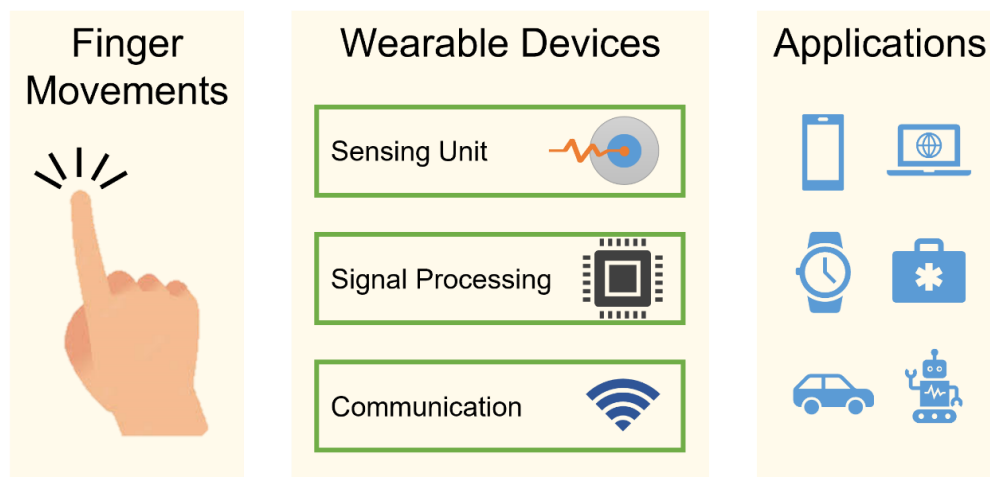 Finger
Movements
Wearable Devices
Sensing Unit
Signal Processing
Communication
Applications